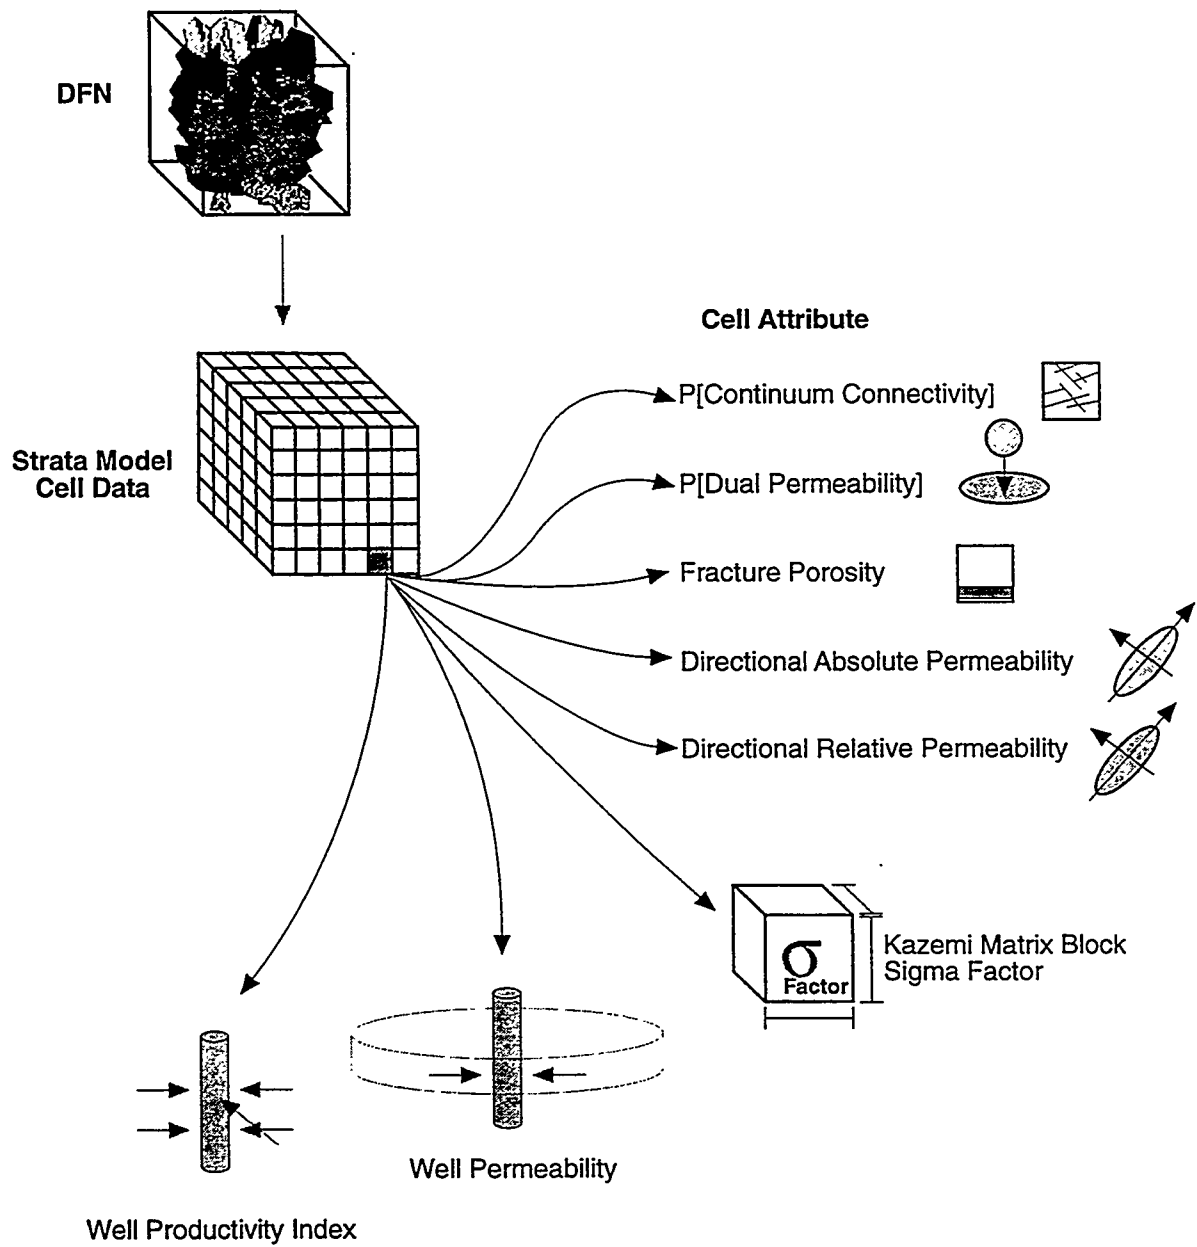 DFN
Cell Attribute
P[Continuum Connectivity]
Strata Model
Cell Data
P[Dual Permeability]
Fracture Porosity
Directional Absolute Permeability
Directional Relative Permeability
σ
Factor
Kazemi Matrix Block
Sigma Factor
Well Permeability
Well Productivity Index